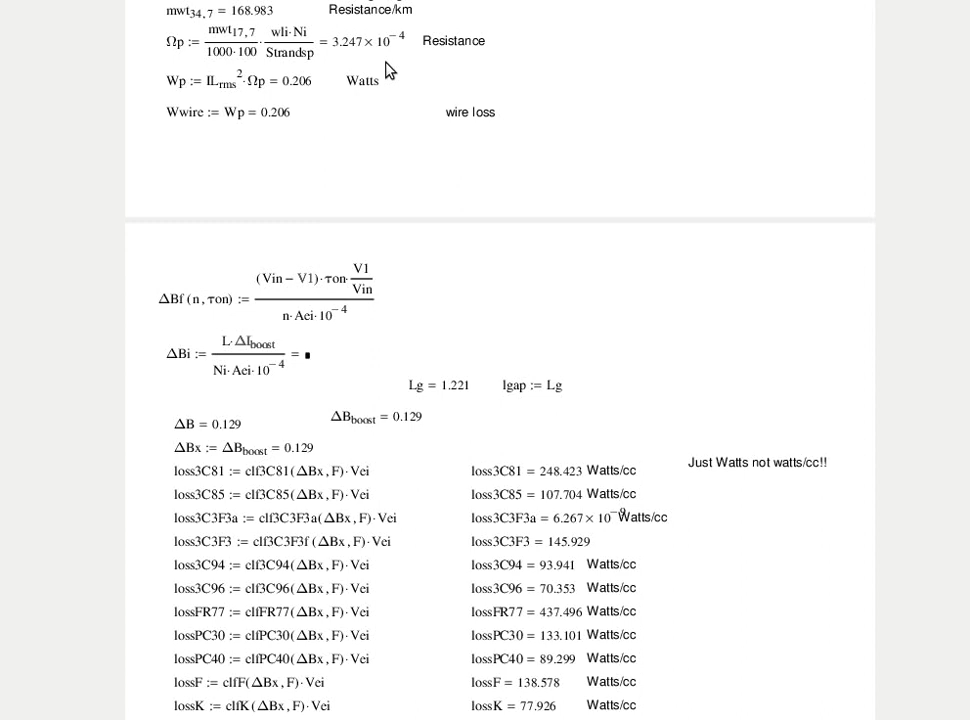 mwt34,7 = 168.983 Resistance/km
Ωp := mwt17,7 / 1000·100 · wli·Ni / Strandsp = 3.247 × 10^-4 Resistance
Wp := ILrms^2·Ωp = 0.206 Watts
Wwire := Wp = 0.206 wire loss
ΔBf (n, τon) := (Vin − V1)·τon· V1 / Vin / n·Aei·10^-4
ΔBi := L·ΔIboost / Ni·Aei·10^-4 = ▪
Lg = 1.221 lgap := Lg
ΔB = 0.129 ΔBboost = 0.129
ΔBx := ΔBboost = 0.129
Just Watts not watts/cc!!
loss3C81 := clf3C81(ΔBx, F)·Vei loss3C81 = 248.423 Watts/cc
loss3C85 := clf3C85(ΔBx, F)·Vei loss3C85 = 107.704 Watts/cc
loss3C3F3a := clf3C3F3a(ΔBx, F)·Vei loss3C3F3a = 6.267 × 10^-9 Watts/cc
loss3C3F3 := clf3C3F3f (ΔBx, F)·Vei loss3C3F3 = 145.929
loss3C94 := clf3C94(ΔBx, F)·Vei loss3C94 = 93.941 Watts/cc
loss3C96 := clf3C96(ΔBx, F)·Vei loss3C96 = 70.353 Watts/cc
lossFR77 := clfFR77(ΔBx, F)·Vei lossFR77 = 437.496 Watts/cc
lossPC30 := clfPC30(ΔBx, F)·Vei lossPC30 = 133.101 Watts/cc
lossPC40 := clfPC40(ΔBx, F)·Vei lossPC40 = 89.299 Watts/cc
lossF := clfF(ΔBx, F)·Vei lossF = 138.578 Watts/cc
lossK := clfK(ΔBx, F)·Vei lossK = 77.926 Watts/cc